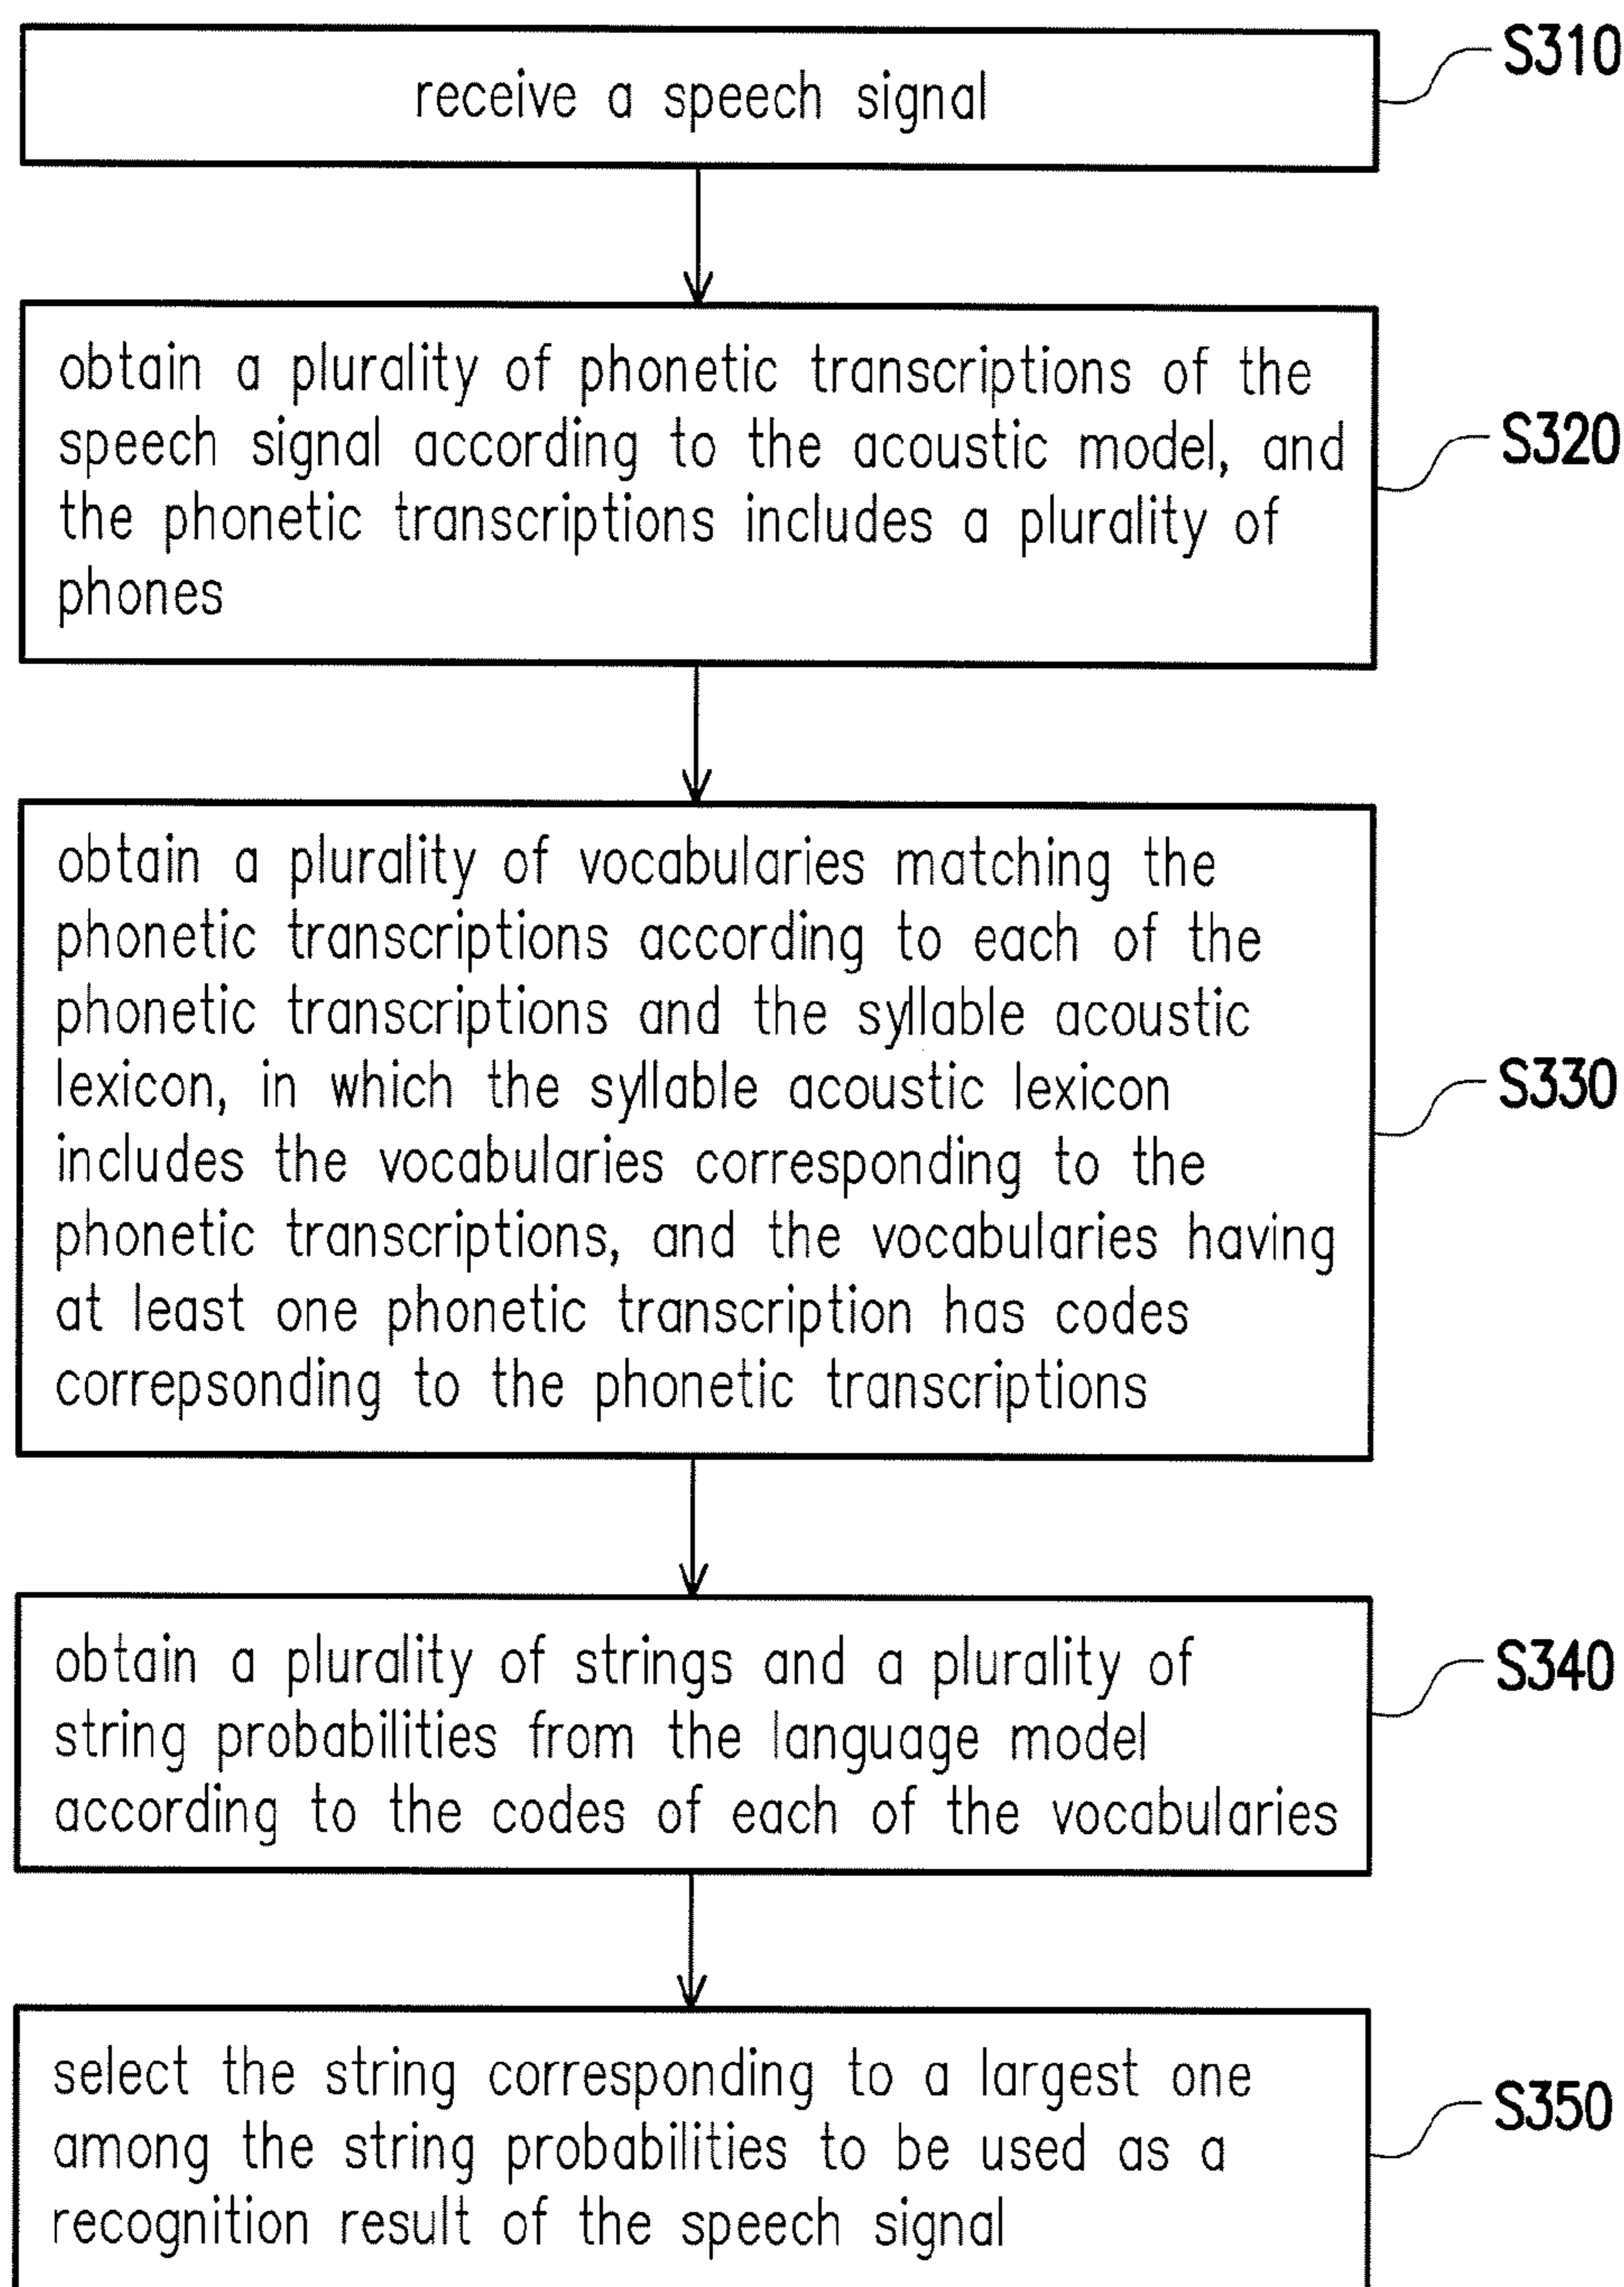 receive a speech signal
S310
obtain a plurality of phonetic transcriptions of the
speech signal according to the acoustic model, and
the phonetic transcriptions includes a plurality of
phones
S320
obtain a plurality of vocabularies matching the
phonetic transcriptions according to each of the
phonetic transcriptions and the syllable acoustic
lexicon, in which the syllable acoustic lexicon
includes the vocabularies corresponding to the
phonetic transcriptions, and the vocabularies having
at least one phonetic transcription has codes
correpsonding to the phonetic transcriptions
S330
obtain a plurality of strings and a plurality of
string probabilities from the language model
according to the codes of each of the vocabularies
S340
select the string corresponding to a largest one
among the string probabilities to be used as a
recognition result of the speech signal
S350